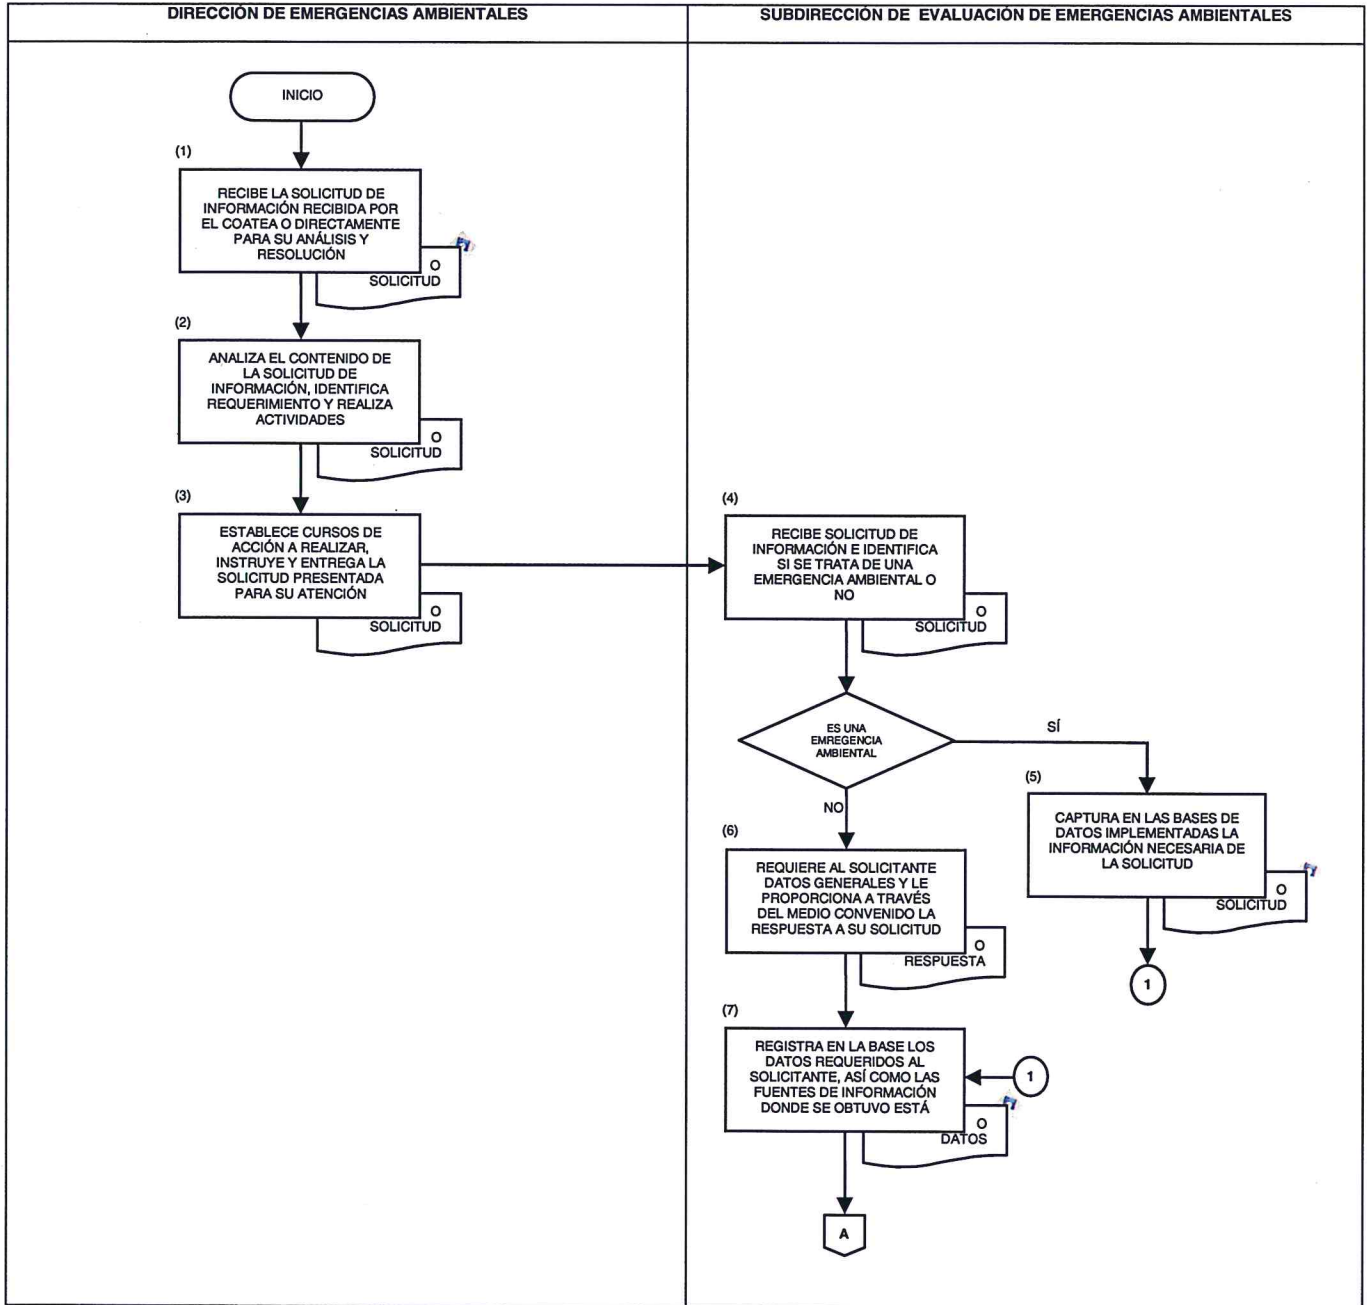 DIRECCIÓN DE EMERGENCIAS AMBIENTALES
SUBDIRECCIÓN DE EVALUACIÓN DE EMERGENCIAS AMBIENTALES
INICIO
(1)
RECIBE LA SOLICITUD DE
INFORMACIÓN RECIBIDA POR
EL COATEA O DIRECTAMENTE
PARA SU ANÁLISIS Y
RESOLUCIÓN
O
SOLICITUD
(2)
ANALIZA EL CONTENIDO DE
LA SOLICITUD DE
INFORMACIÓN, IDENTIFICA
REQUERIMIENTO Y REALIZA
ACTIVIDADES
O
SOLICITUD
(3)
ESTABLECE CURSOS DE
ACCIÓN A REALIZAR,
INSTRUYE Y ENTREGA LA
SOLICITUD PRESENTADA
PARA SU ATENCIÓN
O
SOLICITUD
(4)
RECIBE SOLICITUD DE
INFORMACIÓN E IDENTIFICA
SI SE TRATA DE UNA
EMERGENCIA AMBIENTAL O
NO
O
SOLICITUD
ES UNA
EMREGENCIA
AMBIENTAL
SÍ
NO
(5)
CAPTURA EN LAS BASES DE
DATOS IMPLEMENTADAS LA
INFORMACIÓN NECESARIA DE
LA SOLICITUD
O
SOLICITUD
1
(6)
REQUIERE AL SOLICITANTE
DATOS GENERALES Y LE
PROPORCIONA A TRAVÉS
DEL MEDIO CONVENIDO LA
RESPUESTA A SU SOLICITUD
O
RESPUESTA
(7)
REGISTRA EN LA BASE LOS
DATOS REQUERIDOS AL
SOLICITANTE, ASÍ COMO LAS
FUENTES DE INFORMACIÓN
DONDE SE OBTUVO ESTÁ
1
O
DATOS
A